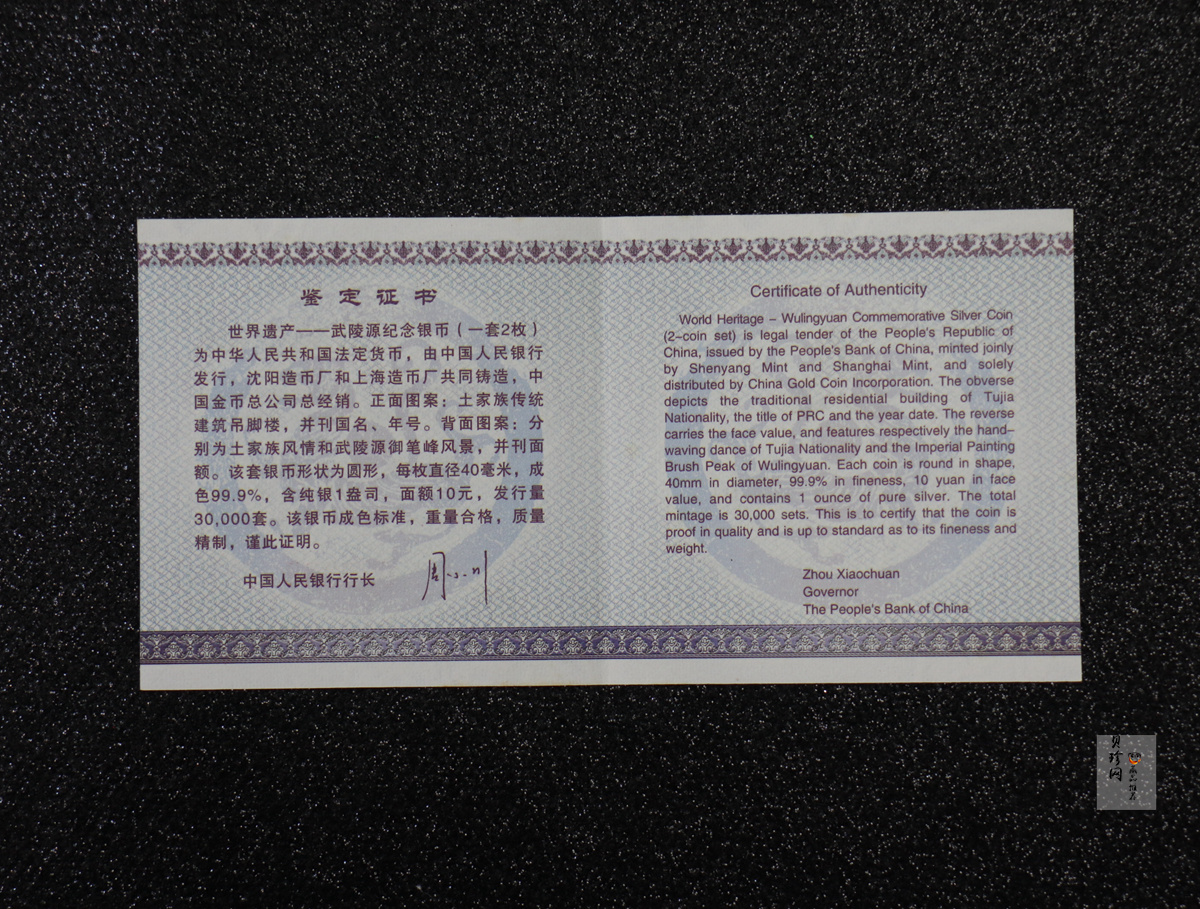 鉴定证书
世界遗产——武陵源纪念银币（一套2枚）
为中华人民共和国法定货币，由中国人民银行
发行，沈阳造币厂和上海造币厂共同铸造，中
国金币总公司总经销。正面图案：土家族传统
建筑吊脚楼，并刊国名、年号。背面图案：分
别为土家族风情和武陵源御笔峰风景，并刊面
额。该套银币形状为圆形，每枚直径40毫米，成
色99.9%，含纯银1盎司，面额10元，发行量
30,000套。该银币成色标准，重量合格，质量
精制，谨此证明。
中国人民银行行长
周小川
Certificate of Authenticity
World Heritage – Wulingyuan Commemorative Silver Coin
(2–coin set) is legal tender of the People's Republic of
China, issued by the People's Bank of China, minted joinly
by Shenyang Mint and Shanghai Mint, and solely
distributed by China Gold Coin Incorporation. The obverse
depicts the traditional residential building of Tujia
Nationality, the title of PRC and the year date. The reverse
carries the face value, and features respectively the hand–
waving dance of Tujia Nationality and the Imperial Painting
Brush Peak of Wulingyuan. Each coin is round in shape,
40mm in diameter, 99.9% in fineness, 10 yuan in face
value, and contains 1 ounce of pure silver. The total
mintage is 30,000 sets. This is to certify that the coin is
proof in quality and is up to standard as to its fineness and
weight.
Zhou Xiaochuan
Governor
The People's Bank of China
贝珍网